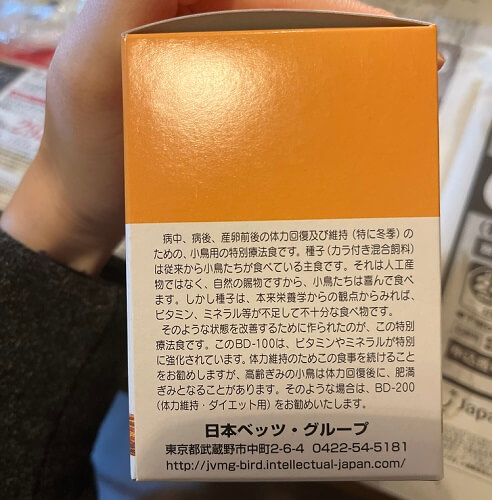 病中、病後、産卵前後の体力回復及び維持（特に冬季）の
ための、小鳥用の特別療法食です。種子（カラ付き混合飼料）
は従来から小鳥たちが食べている主食です。それは人工産
物ではなく、自然の賜物ですから、小鳥たちは喜んで食べ
ます。しかし種子は、本来栄養学からの観点からみれば、
ビタミン、ミネラル等が不足して不十分な食べ物です。
そのような状態を改善するために作られたのが、この特別
療法食です。このBD-100は、ビタミンやミネラルが特別
に強化されています。体力維持のためこの食事を続けること
をお勧めしますが、高齢ぎみの小鳥は体力回復後に、肥満
ぎみとなることがあります。そのような場合は、BD-200
（体力維持・ダイエット用）をお勧めいたします。
日本ベッツ・グループ
東京都武蔵野市中町2-6-4 0422-54-5181
http://jvmg-bird.intellectual-japan.com/